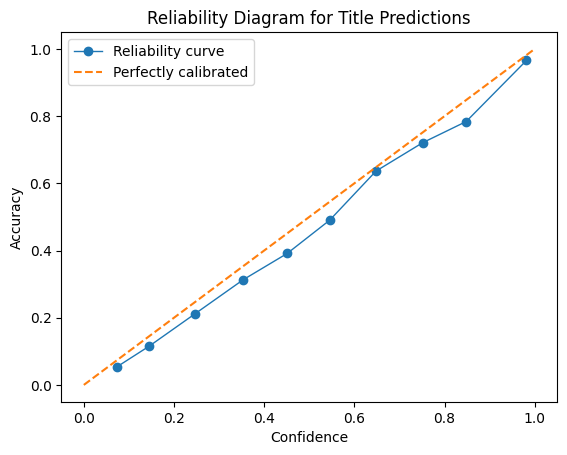 Reliability Diagram for Title Predictions
Reliability curve
Perfectly calibrated
Accuracy
1.0
0.8
0.6
0.4
0.2
0.0
0.0 0.2 0.4 0.6 0.8 1.0
Confidence